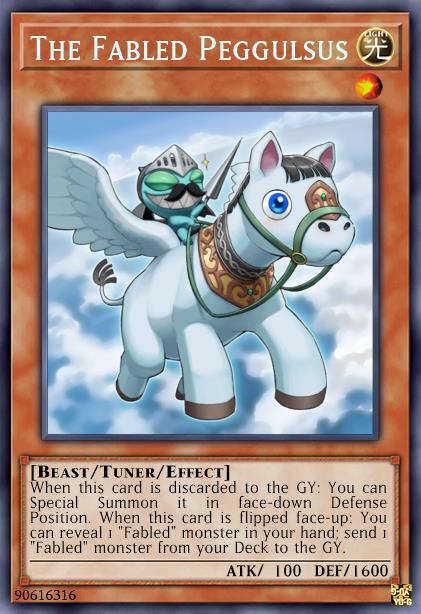 THE FABLED PEGGULSUS
LIGHT
光
[BEAST/TUNER/EFFECT]
When this card is discarded to the GY: You can
Special Summon it in face-down Defense
Position. When this card is flipped face-up: You
can reveal 1 "Fabled" monster in your hand; send 1
"Fabled" monster from your Deck to the GY.
ATK/ 100 DEF/1600
90616316